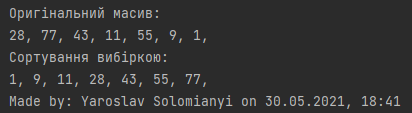 Оригінальний масив:
28, 77, 43, 11, 55, 9, 1,
Сортування вибіркою:
1, 9, 11, 28, 43, 55, 77,
Made by: Yaroslav Solomianyi on 30.05.2021, 18:41